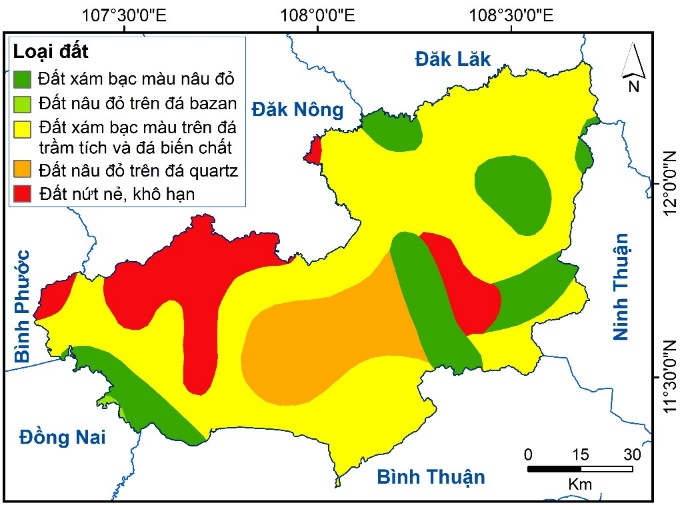 107°30'0"E
108°0'0"E
108°30'0"E
Loại đất
Đất xám bạc màu nâu đỏ
Đất nâu đỏ trên đá bazan
Đất xám bạc màu trên đá
trầm tích và đá biến chất
Đất nâu đỏ trên đá quartz
Đất nứt nẻ, khô hạn
Đăk Lăk
Đăk Nông
N
12°0'0"N
Bình Phước
Ninh Thuận
11°30'0"N
Đồng Nai
Bình Thuận
0 15 30
Km